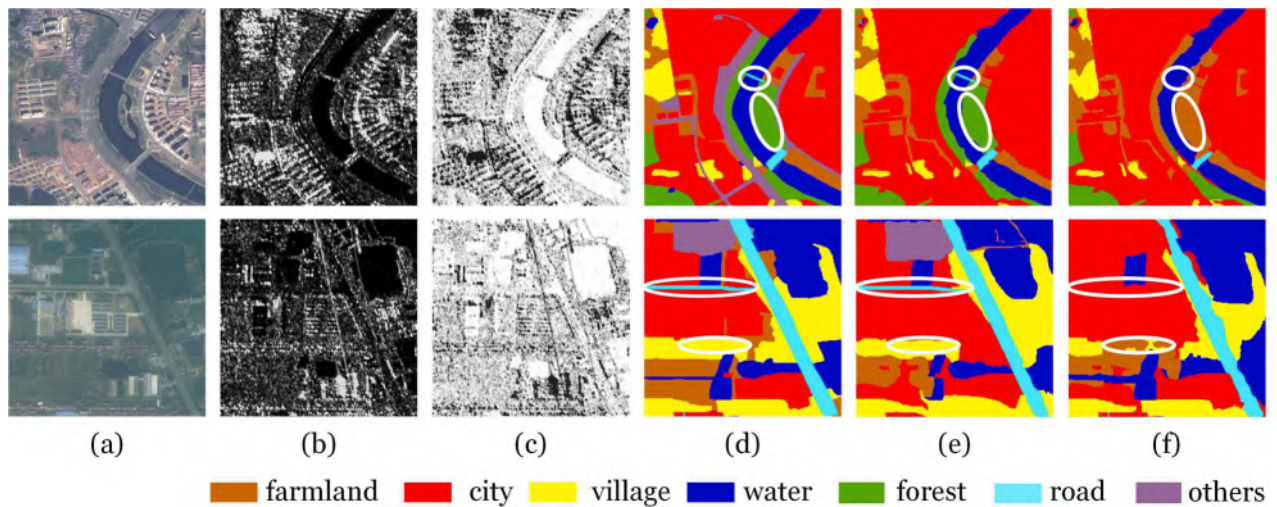 (a) (b) (c) (d) (e) (f)
farmland city village water forest road others